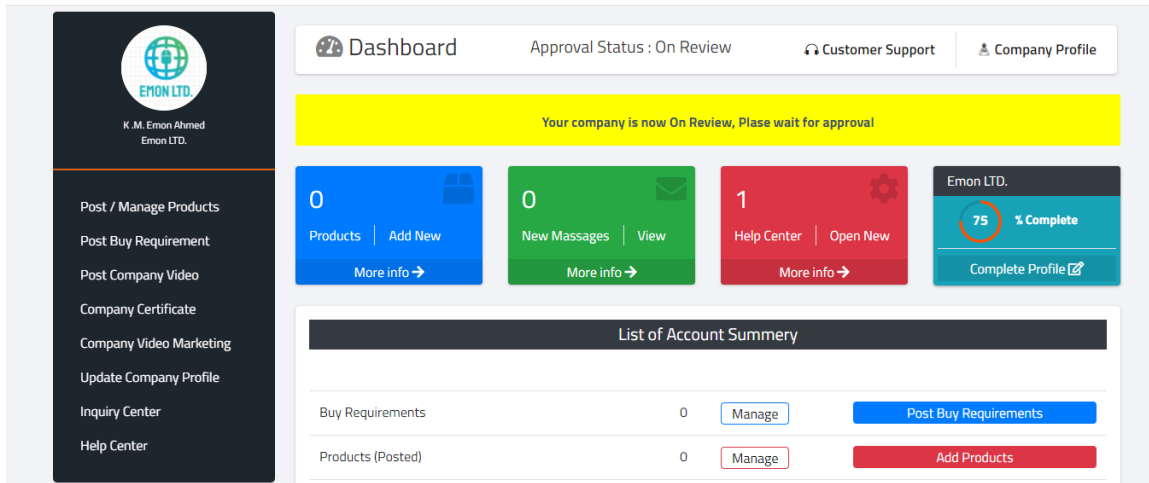 EMON LTD.
K .M. Emon Ahmed
Emon LTD.
Post / Manage Products
Post Buy Requirement
Post Company Video
Company Certificate
Company Video Marketing
Update Company Profile
Inquiry Center
Help Center
Dashboard
Approval Status : On Review
Customer Support
Company Profile
Your company is now On Review, Plase wait for approval
0
Products
Add New
More info
0
New Massages
View
More info
1
Help Center
Open New
More info
Emon LTD.
75 % Complete
Complete Profile
List of Account Summery
Buy Requirements 0 Manage Post Buy Requirements
Products (Posted) 0 Manage Add Products